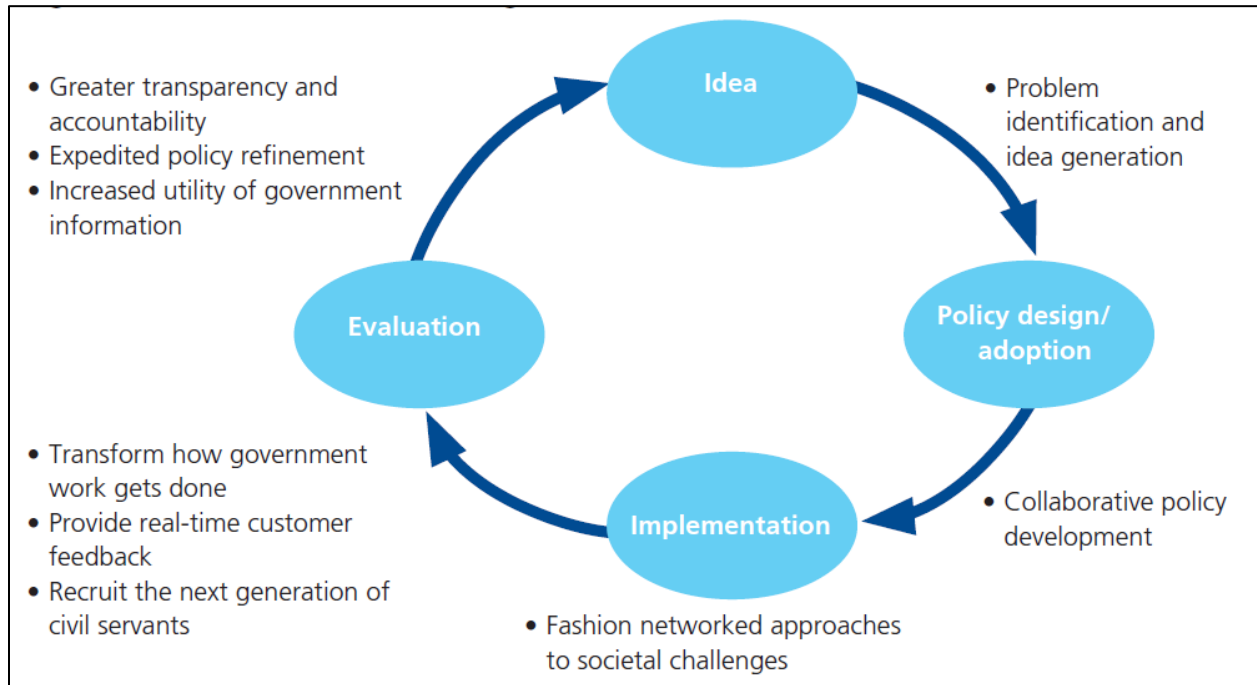 Idea
• Problem
identification and
idea generation
Policy design/
adoption
• Collaborative policy
development
Implementation
• Fashion networked approaches
to societal challenges
• Transform how government
work gets done
• Provide real-time customer
feedback
• Recruit the next generation of
civil servants
Evaluation
• Greater transparency and
accountability
• Expedited policy refinement
• Increased utility of government
information